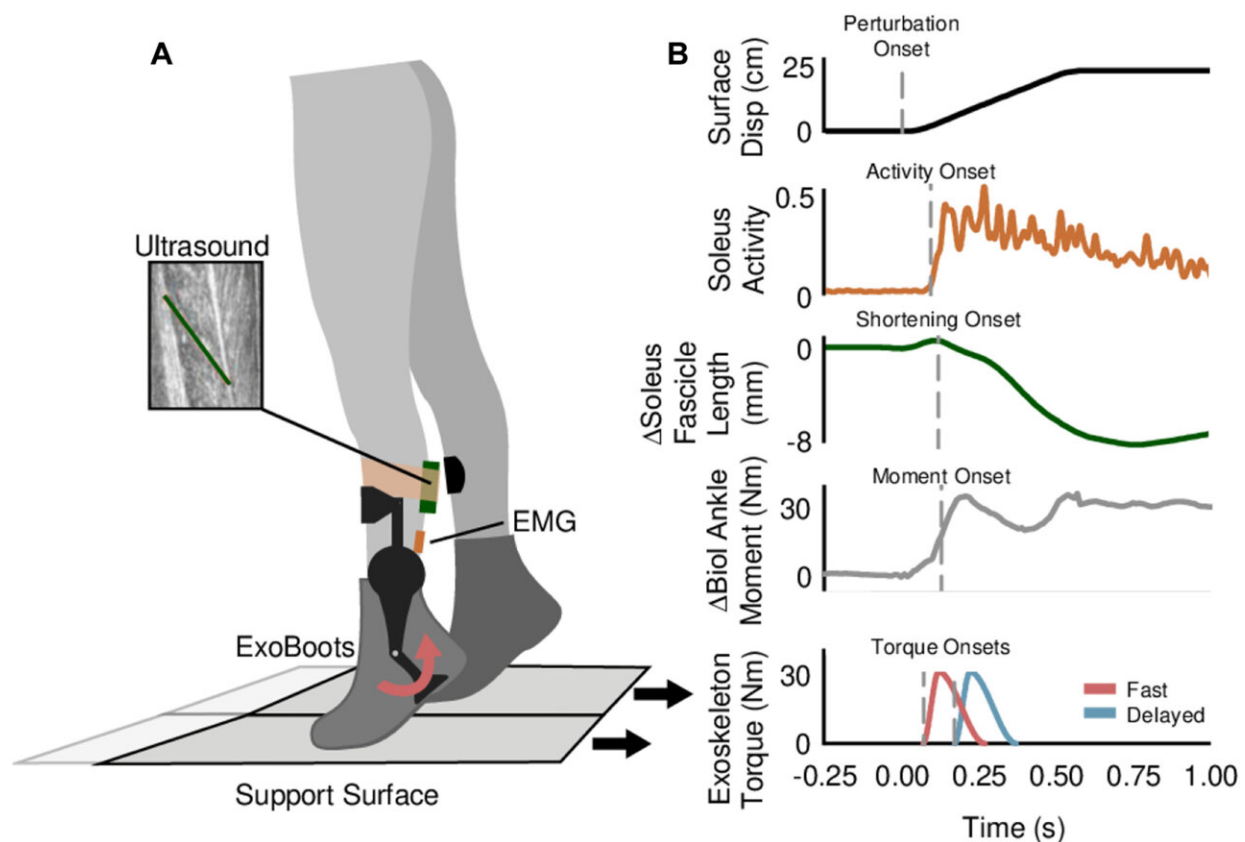 A
Ultrasound
EMG
ExoBoots
Support Surface
B
Perturbation
Onset
Surface
Disp (cm)
25
0
Activity Onset
Soleus
Activity
0.5
0
Shortening Onset
ΔSoleus
Fascicle
Length
(mm)
0
-8
Moment Onset
ΔBiol Ankle
Moment (Nm)
30
0
Torque Onsets
Exoskeleton
Torque (Nm)
30
0
Fast
Delayed
-0.25 0.00 0.25 0.50 0.75 1.00
Time (s)